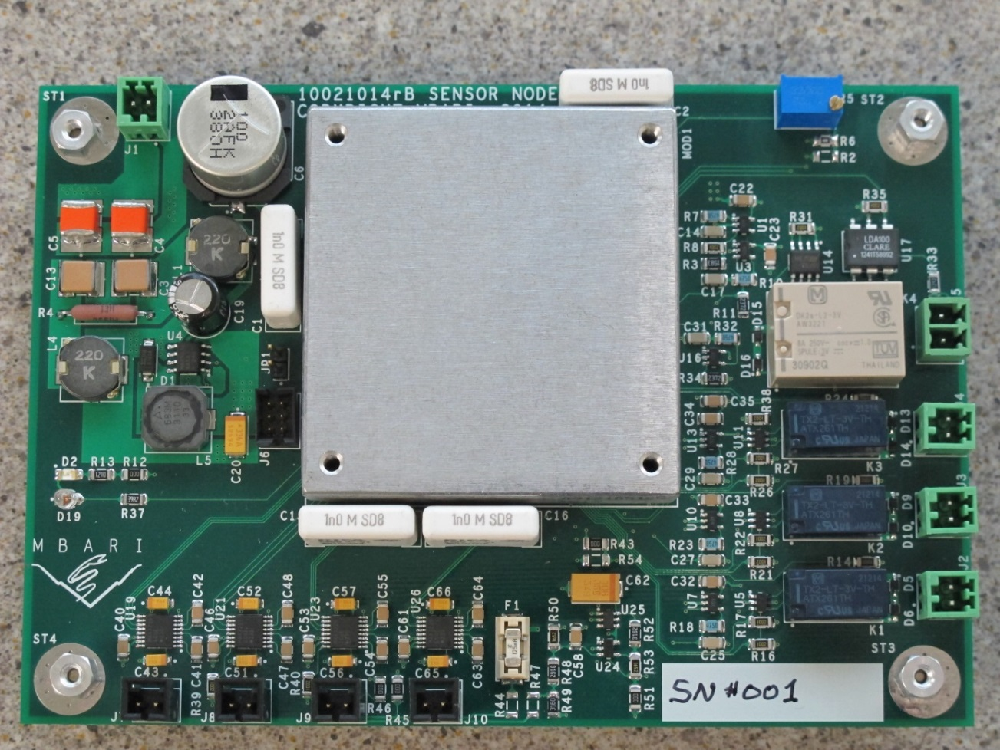 10021014rB SENSOR NODE
1n0 M SD8
ST1
J1
100
2AFK
38JH
C6
C2
MOD1
ST2
R6
R2
C22
R35
R7
C14
R8
R3
U1
C23
R31
U14
LDA100
CLARE
1241T58992
U17
R33
C5
C4
220
K
C13
C3
U3
C17
R11
D15
K4
1n0 M SD8
C1
C19
R4
L4
220
K
U4
D1
JP1
C31
R32
R34
D16
30902Q
THAILAND
TUV
C35
C34
R38
L5
C20
J6
U13
U11
C29
R28
R27
R26
TX2-LT-3V-TH
ATX261TH
21214
JAPAN
K3
D13
D14
D2
R13
R12
R37
D19
C33
U10
U8
R22
R23
C27
R21
R19
TX2-LT-3V-TH
ATX261TH
21214
JAPAN
K2
D9
D10
1n0 M SD8
1n0 M SD8
C16
MBARI
R43
R54
C62
C32
U7
U5
R17
R18
C25
R16
R14
TX2-LT-3V-TH
ATX261TH
21214
JAPAN
K1
D5
D6
J2
J3
C44
C42
C52
C48
C57
C55
C66
C64
F1
C40
U19
U21
C46
C53
U23
C61
U26
R50
U25
R52
ST4
C43
C41
C51
C47
R40
C56
C54
C65
C63
R48
C58
U24
R53
ST3
R39
J8
J9
R46
R45
J10
R44
R47
R49
R51
SN #001